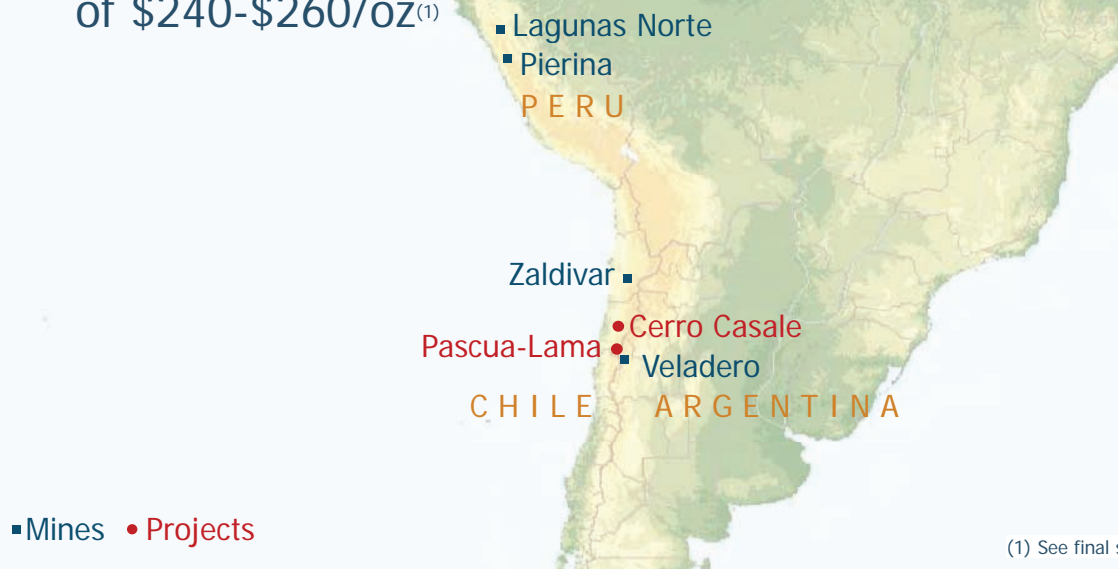 of $240-$260/oz(1)
Lagunas Norte
Pierina
PERU
Zaldivar
Cerro Casale
Pascua-Lama
Veladero
CHILE ARGENTINA
Mines Projects
(1) See final